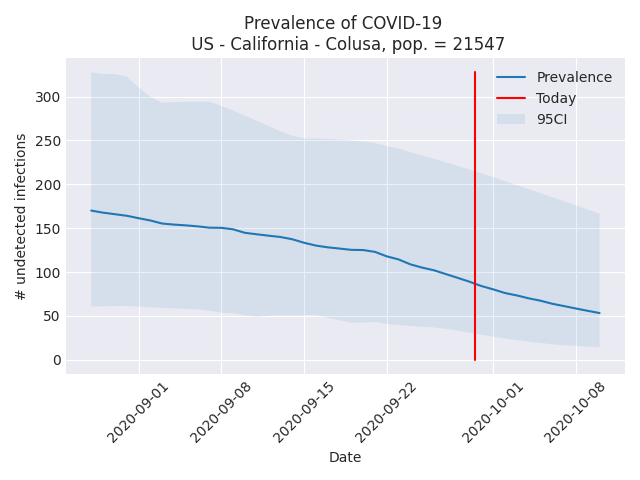 Prevalence of COVID-19
US - California - Colusa, pop. = 21547
# undetected infections
300
250
200
150
100
50
0
Prevalence
Today
95CI
2020-09-01
2020-09-08
2020-09-15
2020-09-22
2020-10-01
2020-10-08
Date